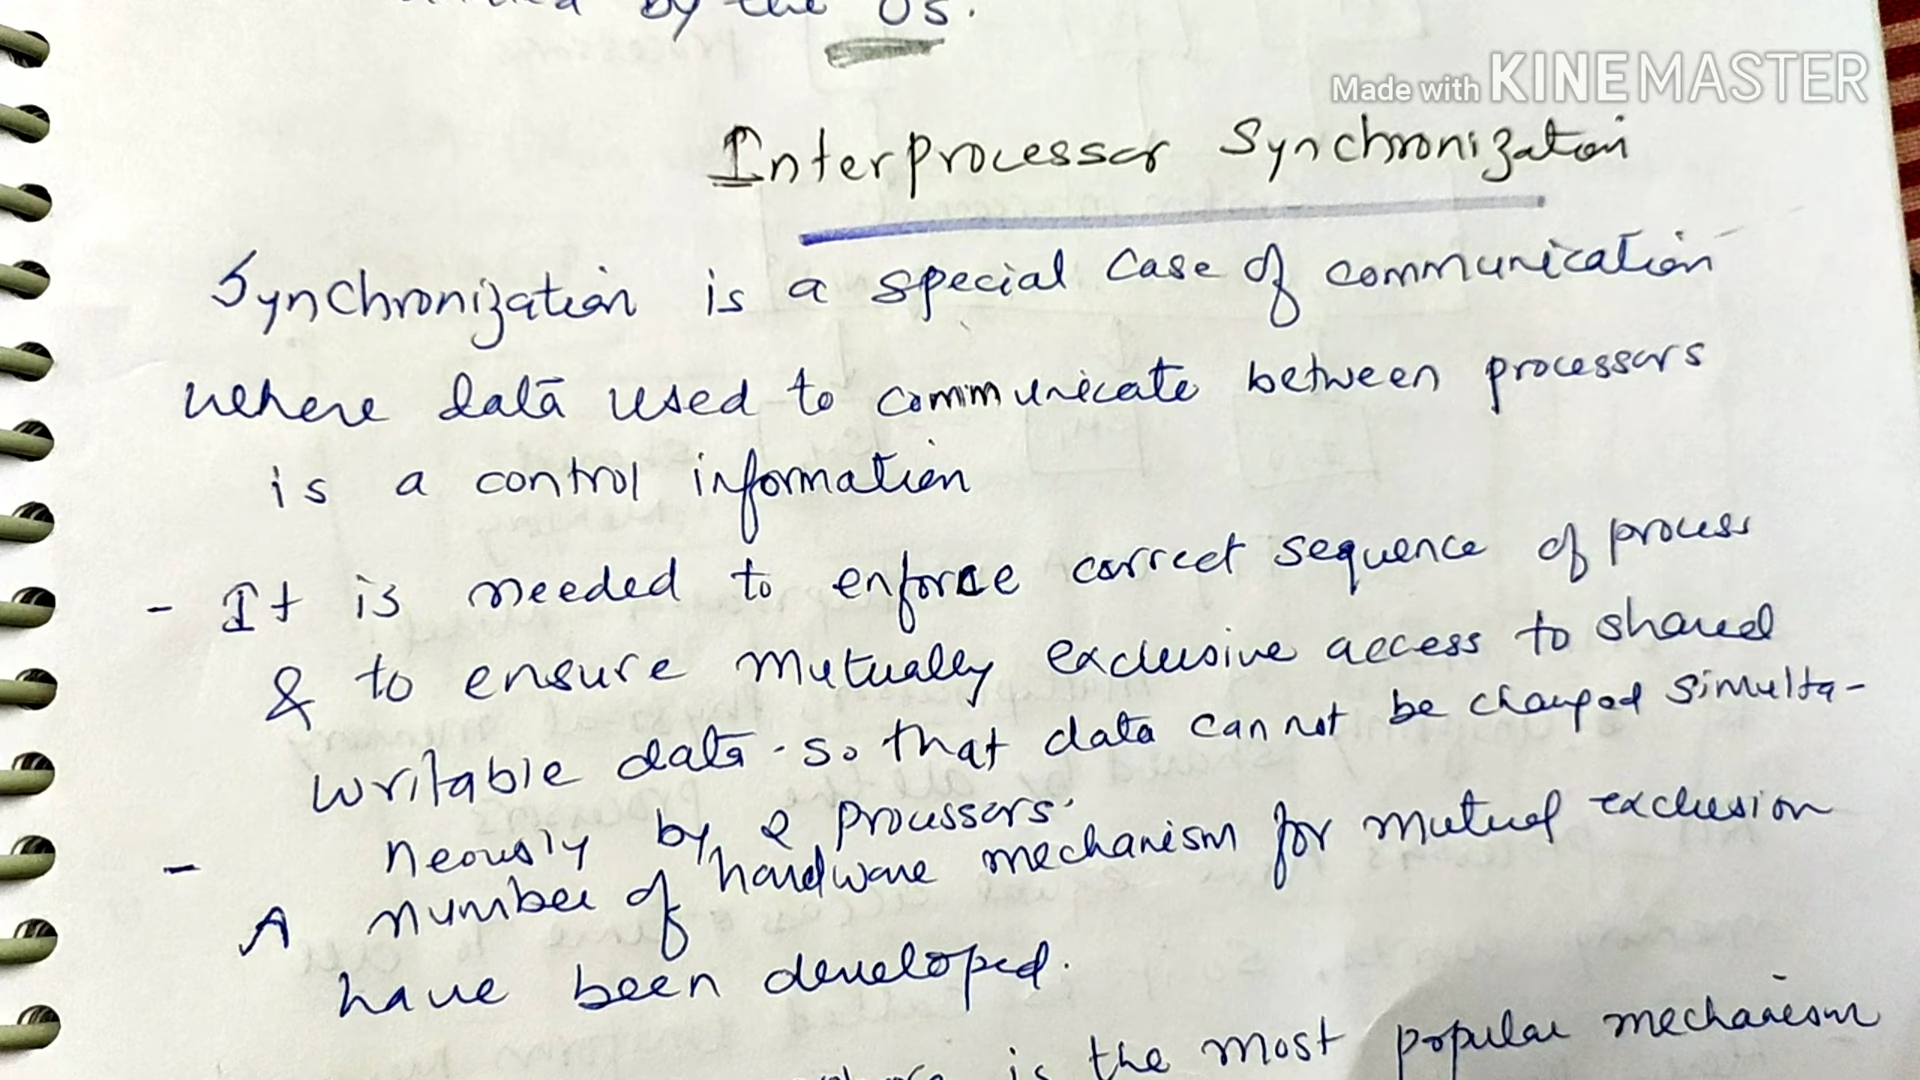 by the OS.
Made with KINEMASTER
Interprocessor Synchronization
Synchronization is a special case of communication
where data used to communicate between processors
is a control information
- It is needed to enforce correct sequence of process
& to ensure mutually exclusive access to shared
writable data. so that data can not be changed simulta-
neously by 2 processors.
- A number of hardware mechanism for mutual exclusion
have been developed.
is the most popular mechanism